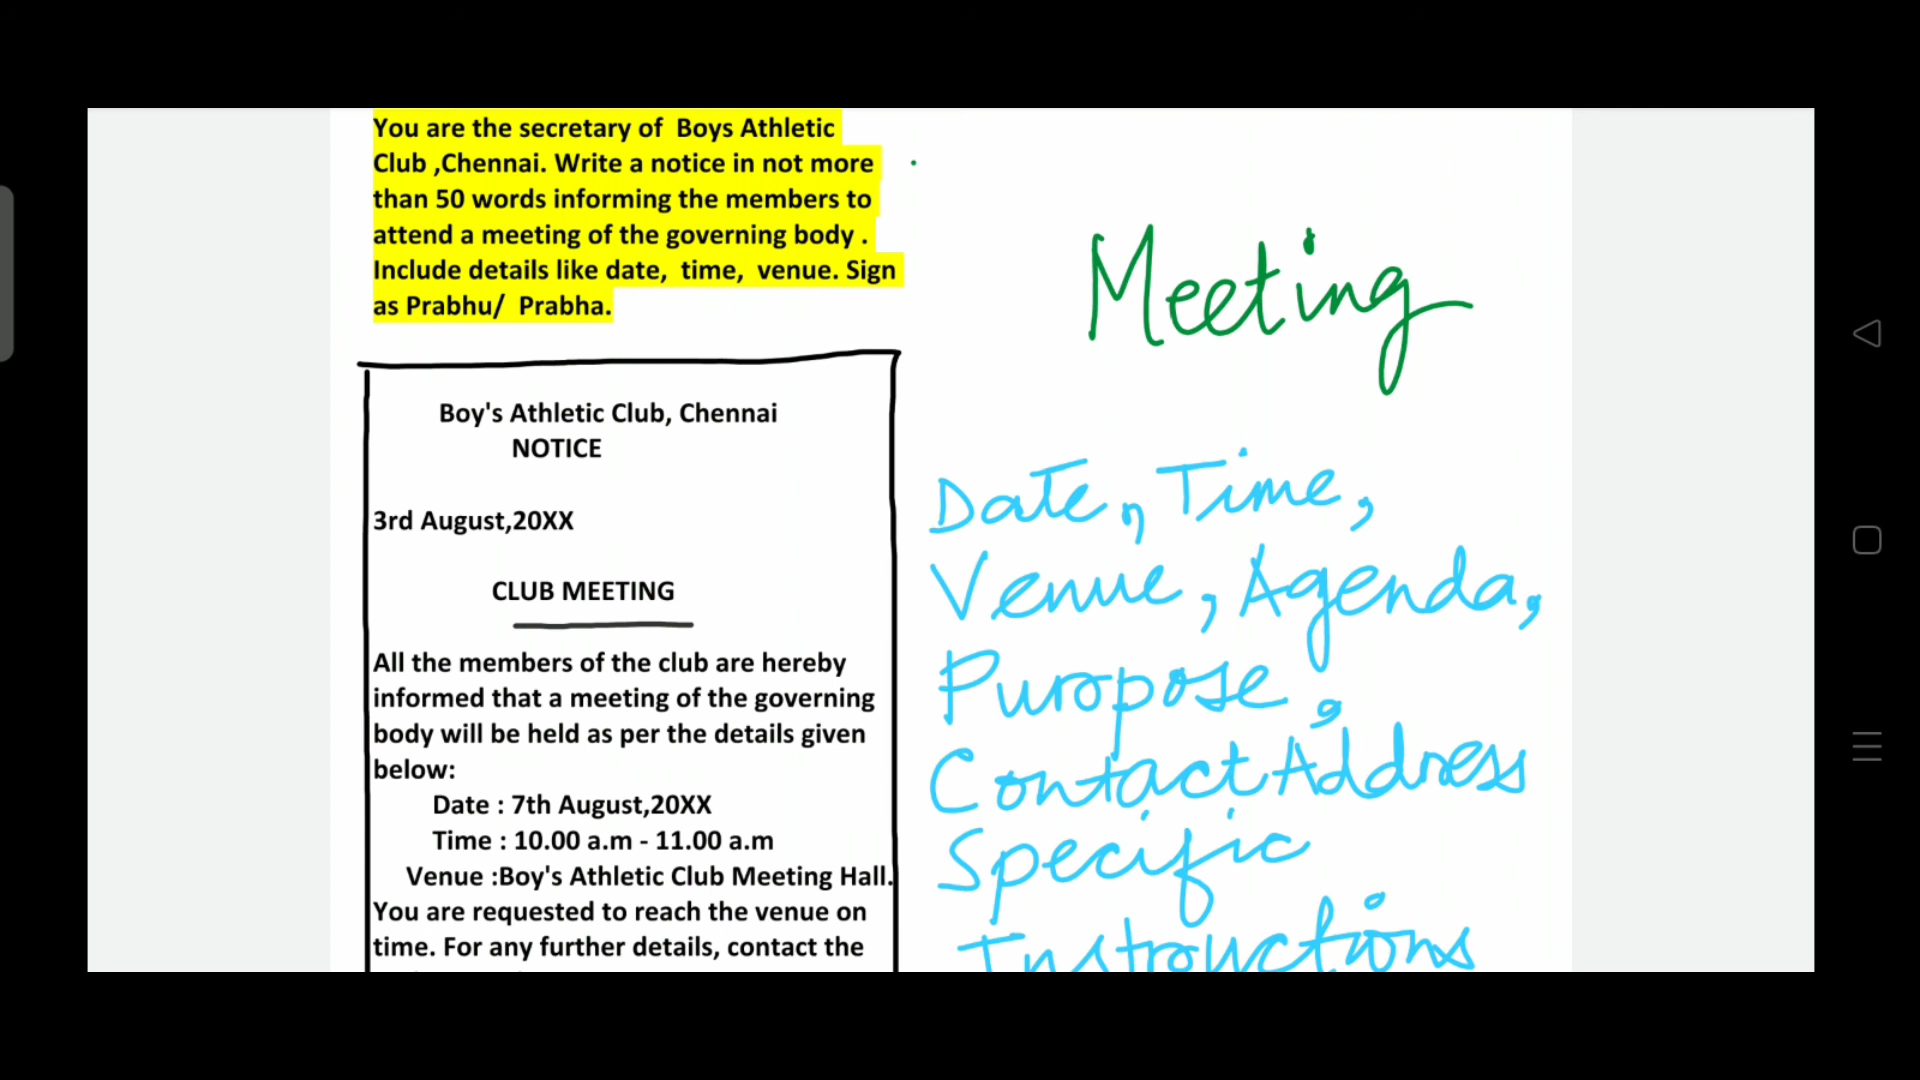 You are the secretary of  Boys Athletic
Club ,Chennai. Write a notice in not more
than 50 words informing the members to
attend a meeting of the governing body .
Include details like date,  time,  venue. Sign
as Prabhu/  Prabha.
Boy's Athletic Club, Chennai
NOTICE
3rd August,20XX
CLUB MEETING
All the members of the club are hereby
informed that a meeting of the governing
body will be held as per the details given
below:
Date : 7th August,20XX
Time : 10.00 a.m - 11.00 a.m
Venue :Boy's Athletic Club Meeting Hall.
You are requested to reach the venue on
time. For any further details, contact the
Meeting
Date, Time,
Venue, Agenda,
Purpose,
Contact Address
Specific
Instructions